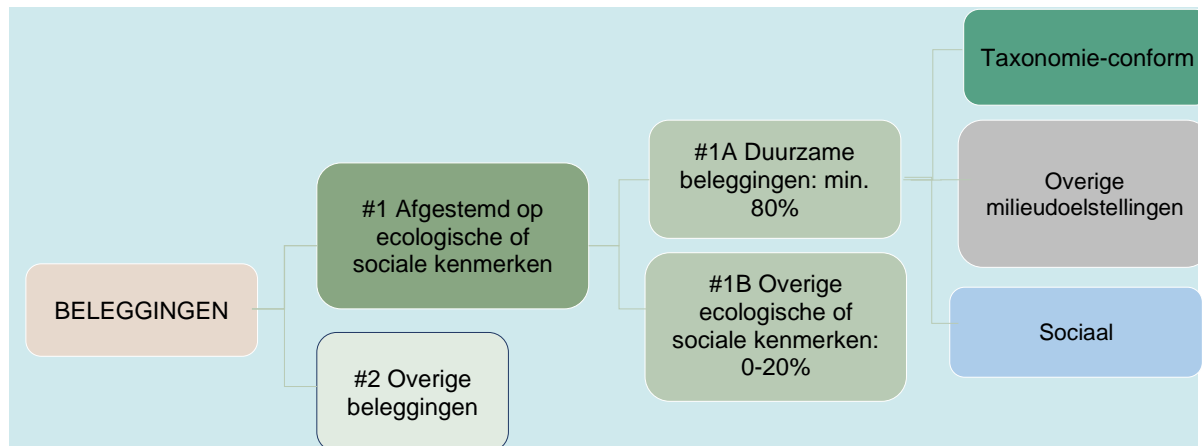 BELEGGINGEN
#1 Afgestemd op
ecologische of
sociale kenmerken
#2 Overige
beleggingen
#1A Duurzame
beleggingen: min.
80%
#1B Overige
ecologische of
sociale kenmerken:
0-20%
Taxonomie-conform
Overige
milieudoelstellingen
Sociaal